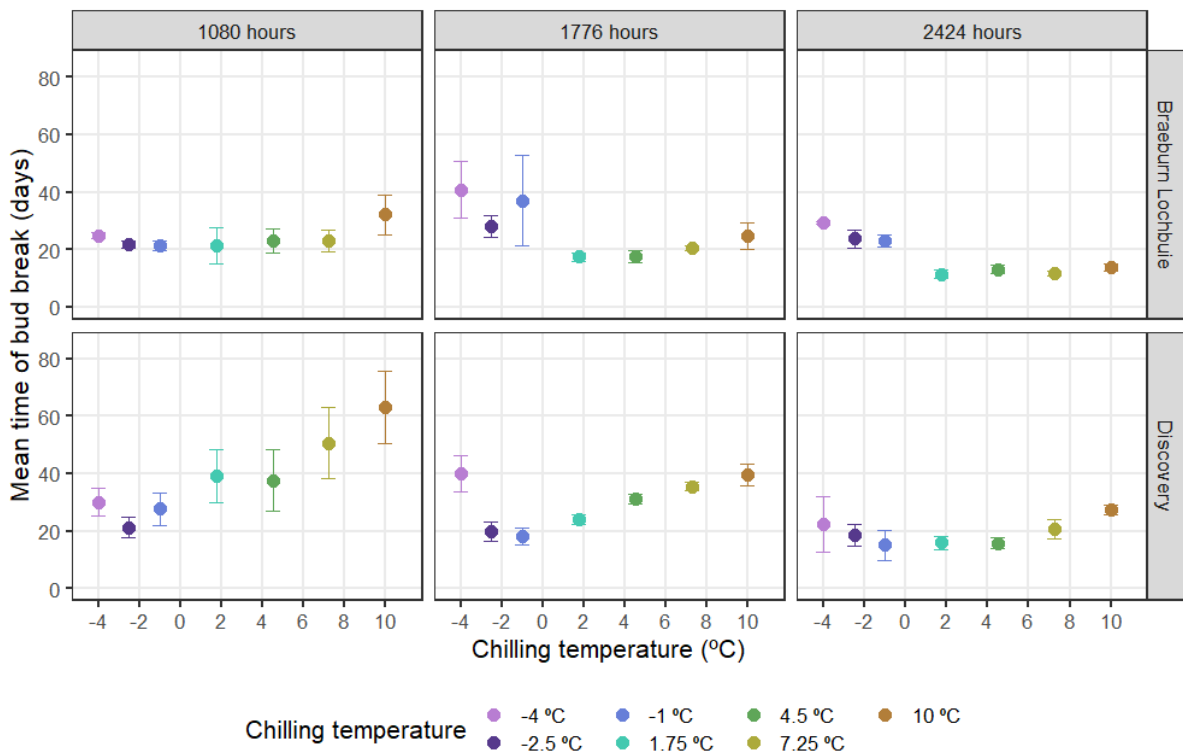 1080 hours
1776 hours
2424 hours
Mean time of bud break (days)
80
60
40
20
0
Braeburn Lochbuie
80
60
40
20
0
Discovery
-4 -2 0 2 4 6 8 10
-4 -2 0 2 4 6 8 10
-4 -2 0 2 4 6 8 10
Chilling temperature (ºC)
Chilling temperature
-4 ºC
-1 ºC
4.5 ºC
10 ºC
-2.5 ºC
1.75 ºC
7.25 ºC